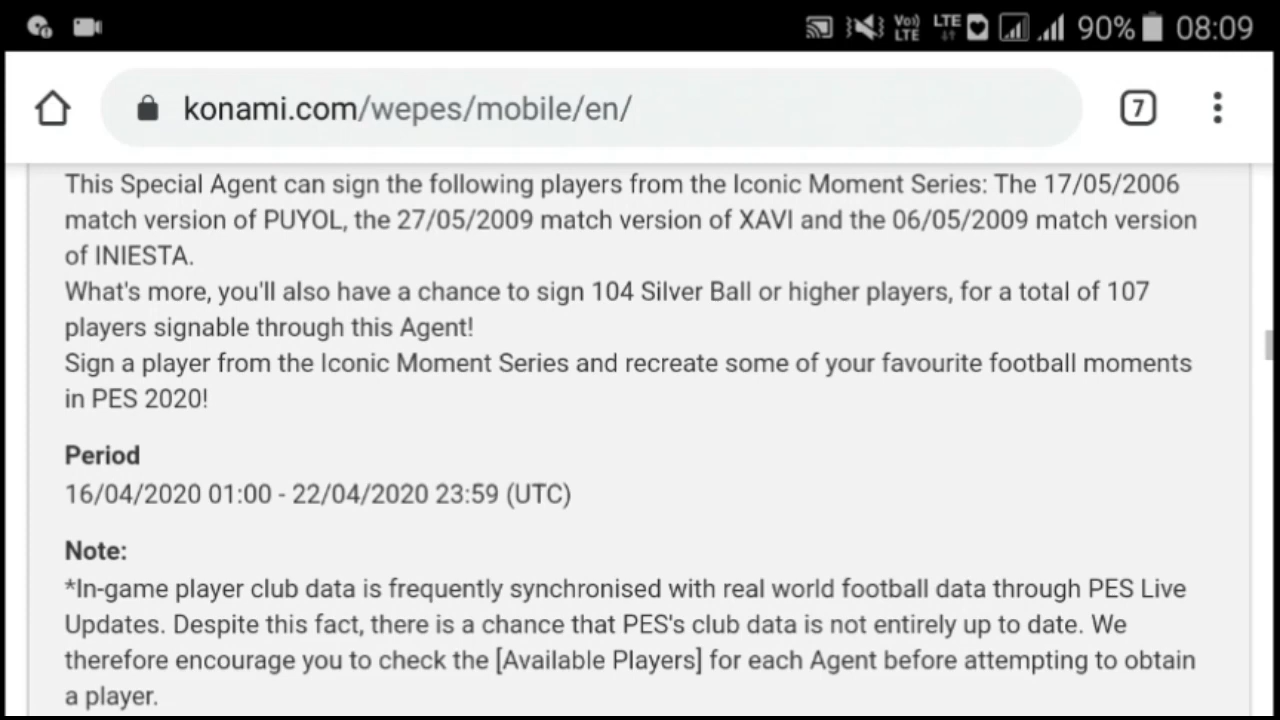 Vo) LTE LTE 90% 08:09
konami.com/wepes/mobile/en/ 7
This Special Agent can sign the following players from the Iconic Moment Series: The 17/05/2006
match version of PUYOL, the 27/05/2009 match version of XAVI and the 06/05/2009 match version
of INIESTA.
What's more, you'll also have a chance to sign 104 Silver Ball or higher players, for a total of 107
players signable through this Agent!
Sign a player from the Iconic Moment Series and recreate some of your favourite football moments
in PES 2020!
Period
16/04/2020 01:00 - 22/04/2020 23:59 (UTC)
Note:
*In-game player club data is frequently synchronised with real world football data through PES Live
Updates. Despite this fact, there is a chance that PES's club data is not entirely up to date. We
therefore encourage you to check the [Available Players] for each Agent before attempting to obtain
a player.